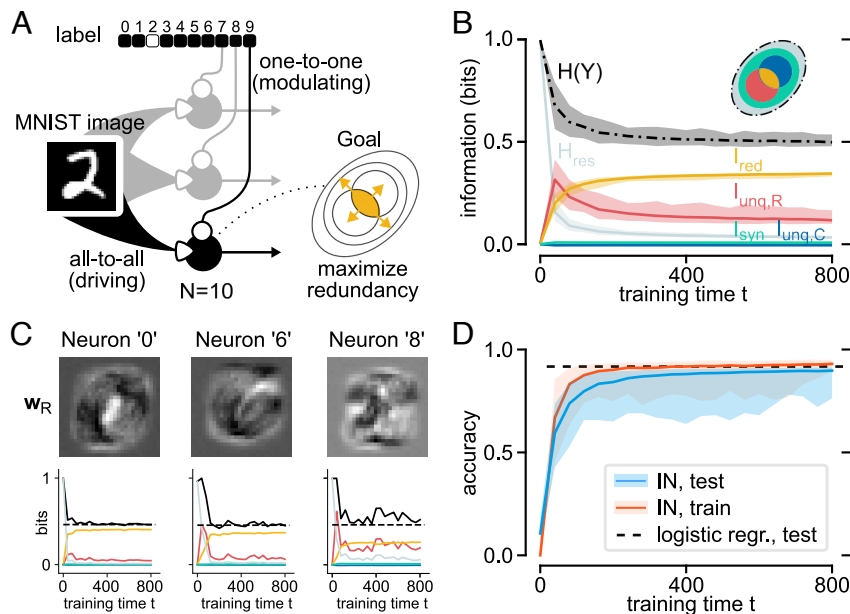 A
label
0 1 2 3 4 5 6 7 8 9
one-to-one
(modulating)
MNIST image
Goal
all-to-all
(driving)
N=10
maximize
redundancy
B
information (bits)
1.0
0.5
0.0
H(Y)
H_res
I_red
I_unq,R
I_syn I_unq,C
0 400 800
training time t
C
Neuron '0' Neuron '6' Neuron '8'
w_R
bits
1
0
0 400 800 0 400 800 0 400 800
training time t training time t training time t
D
accuracy
1.0
0.5
0.0
IN, test
IN, train
logistic regr., test
0 400 800
training time t